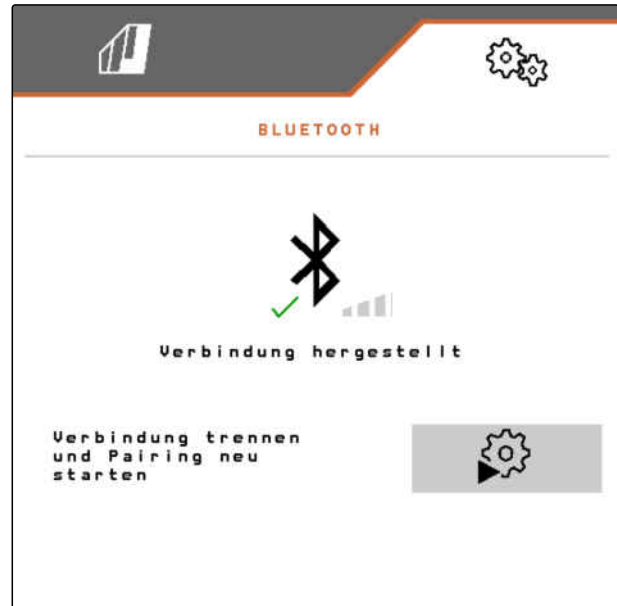 BLUETOOTH
Verbindung hergestellt
Verbindung trennen
und Pairing neu
starten